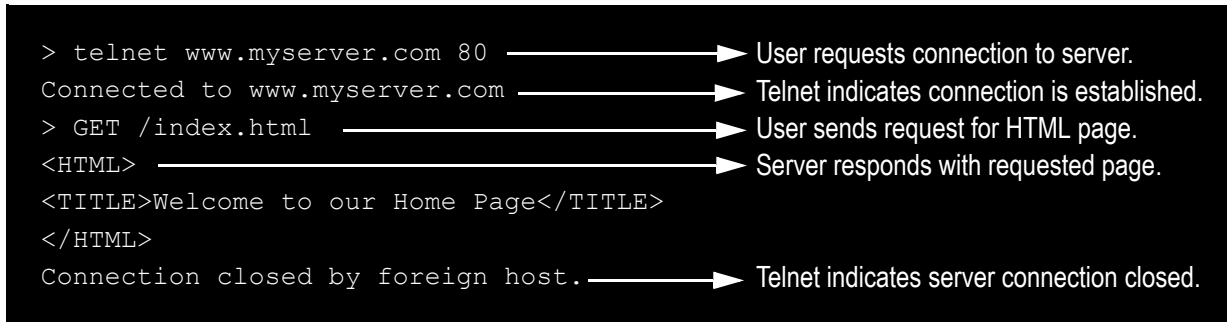 > telnet www.myserver.com 80 User requests connection to server.
Connected to www.myserver.com Telnet indicates connection is established.
> GET /index.html User sends request for HTML page.
<HTML> Server responds with requested page.
<TITLE>Welcome to our Home Page</TITLE>
</HTML>
Connection closed by foreign host. Telnet indicates server connection closed.